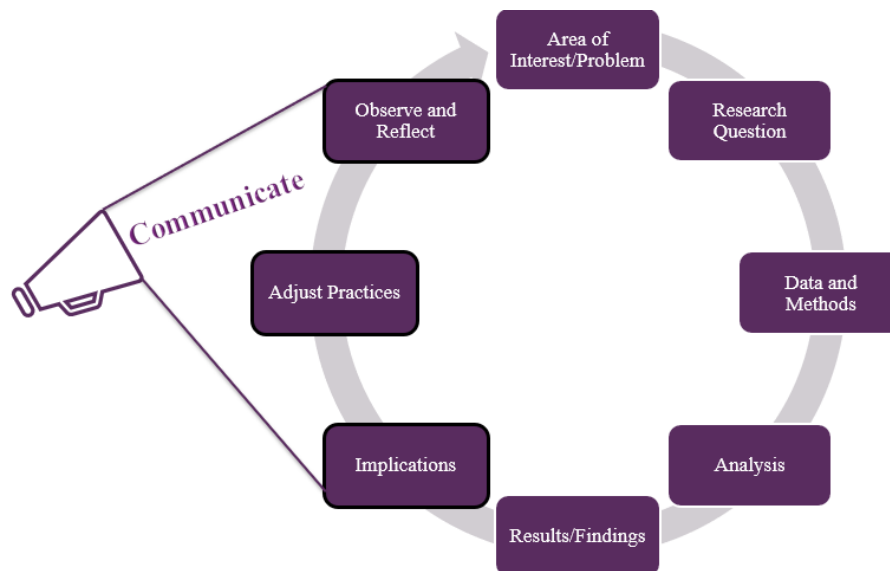 Area of
Interest/Problem
Research
Question
Data and
Methods
Analysis
Results/Findings
Implications
Adjust Practices
Observe and
Reflect
Communicate